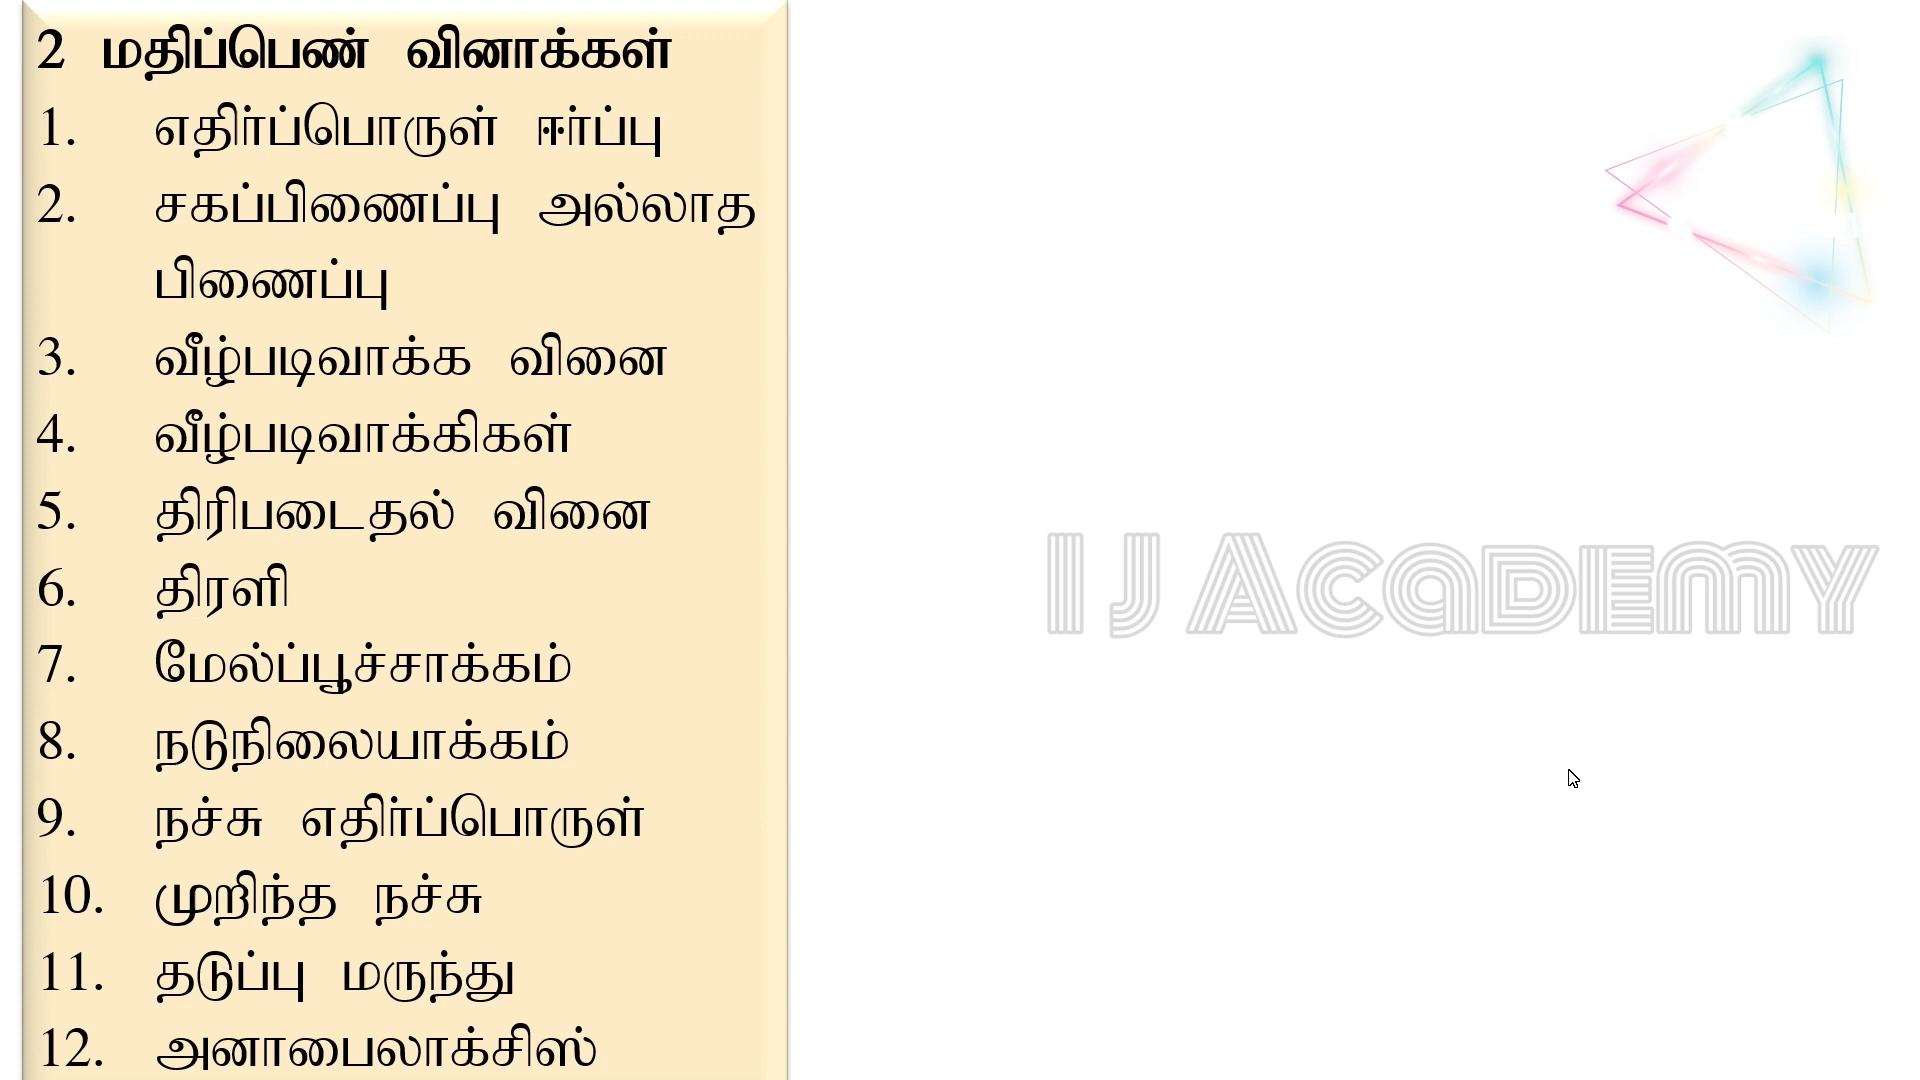 2 மதிப்பெண் வினாக்கள்
1. எதிர்ப்பொருள் ஈர்ப்பு
2. சகப்பிணைப்பு அல்லாத
பிணைப்பு
3. வீழ்படிவாக்க வினை
4. வீழ்படிவாக்கிகள்
5. திரிபடைதல் வினை
6. திரளி
7. மேல்ப்பூச்சாக்கம்
8. நடுநிலையாக்கம்
9. நச்சு எதிர்ப்பொருள்
10. முறிந்த நச்சு
11. தடுப்பு மருந்து
12. அனாபைலாக்சிஸ்
I J ACADEMY